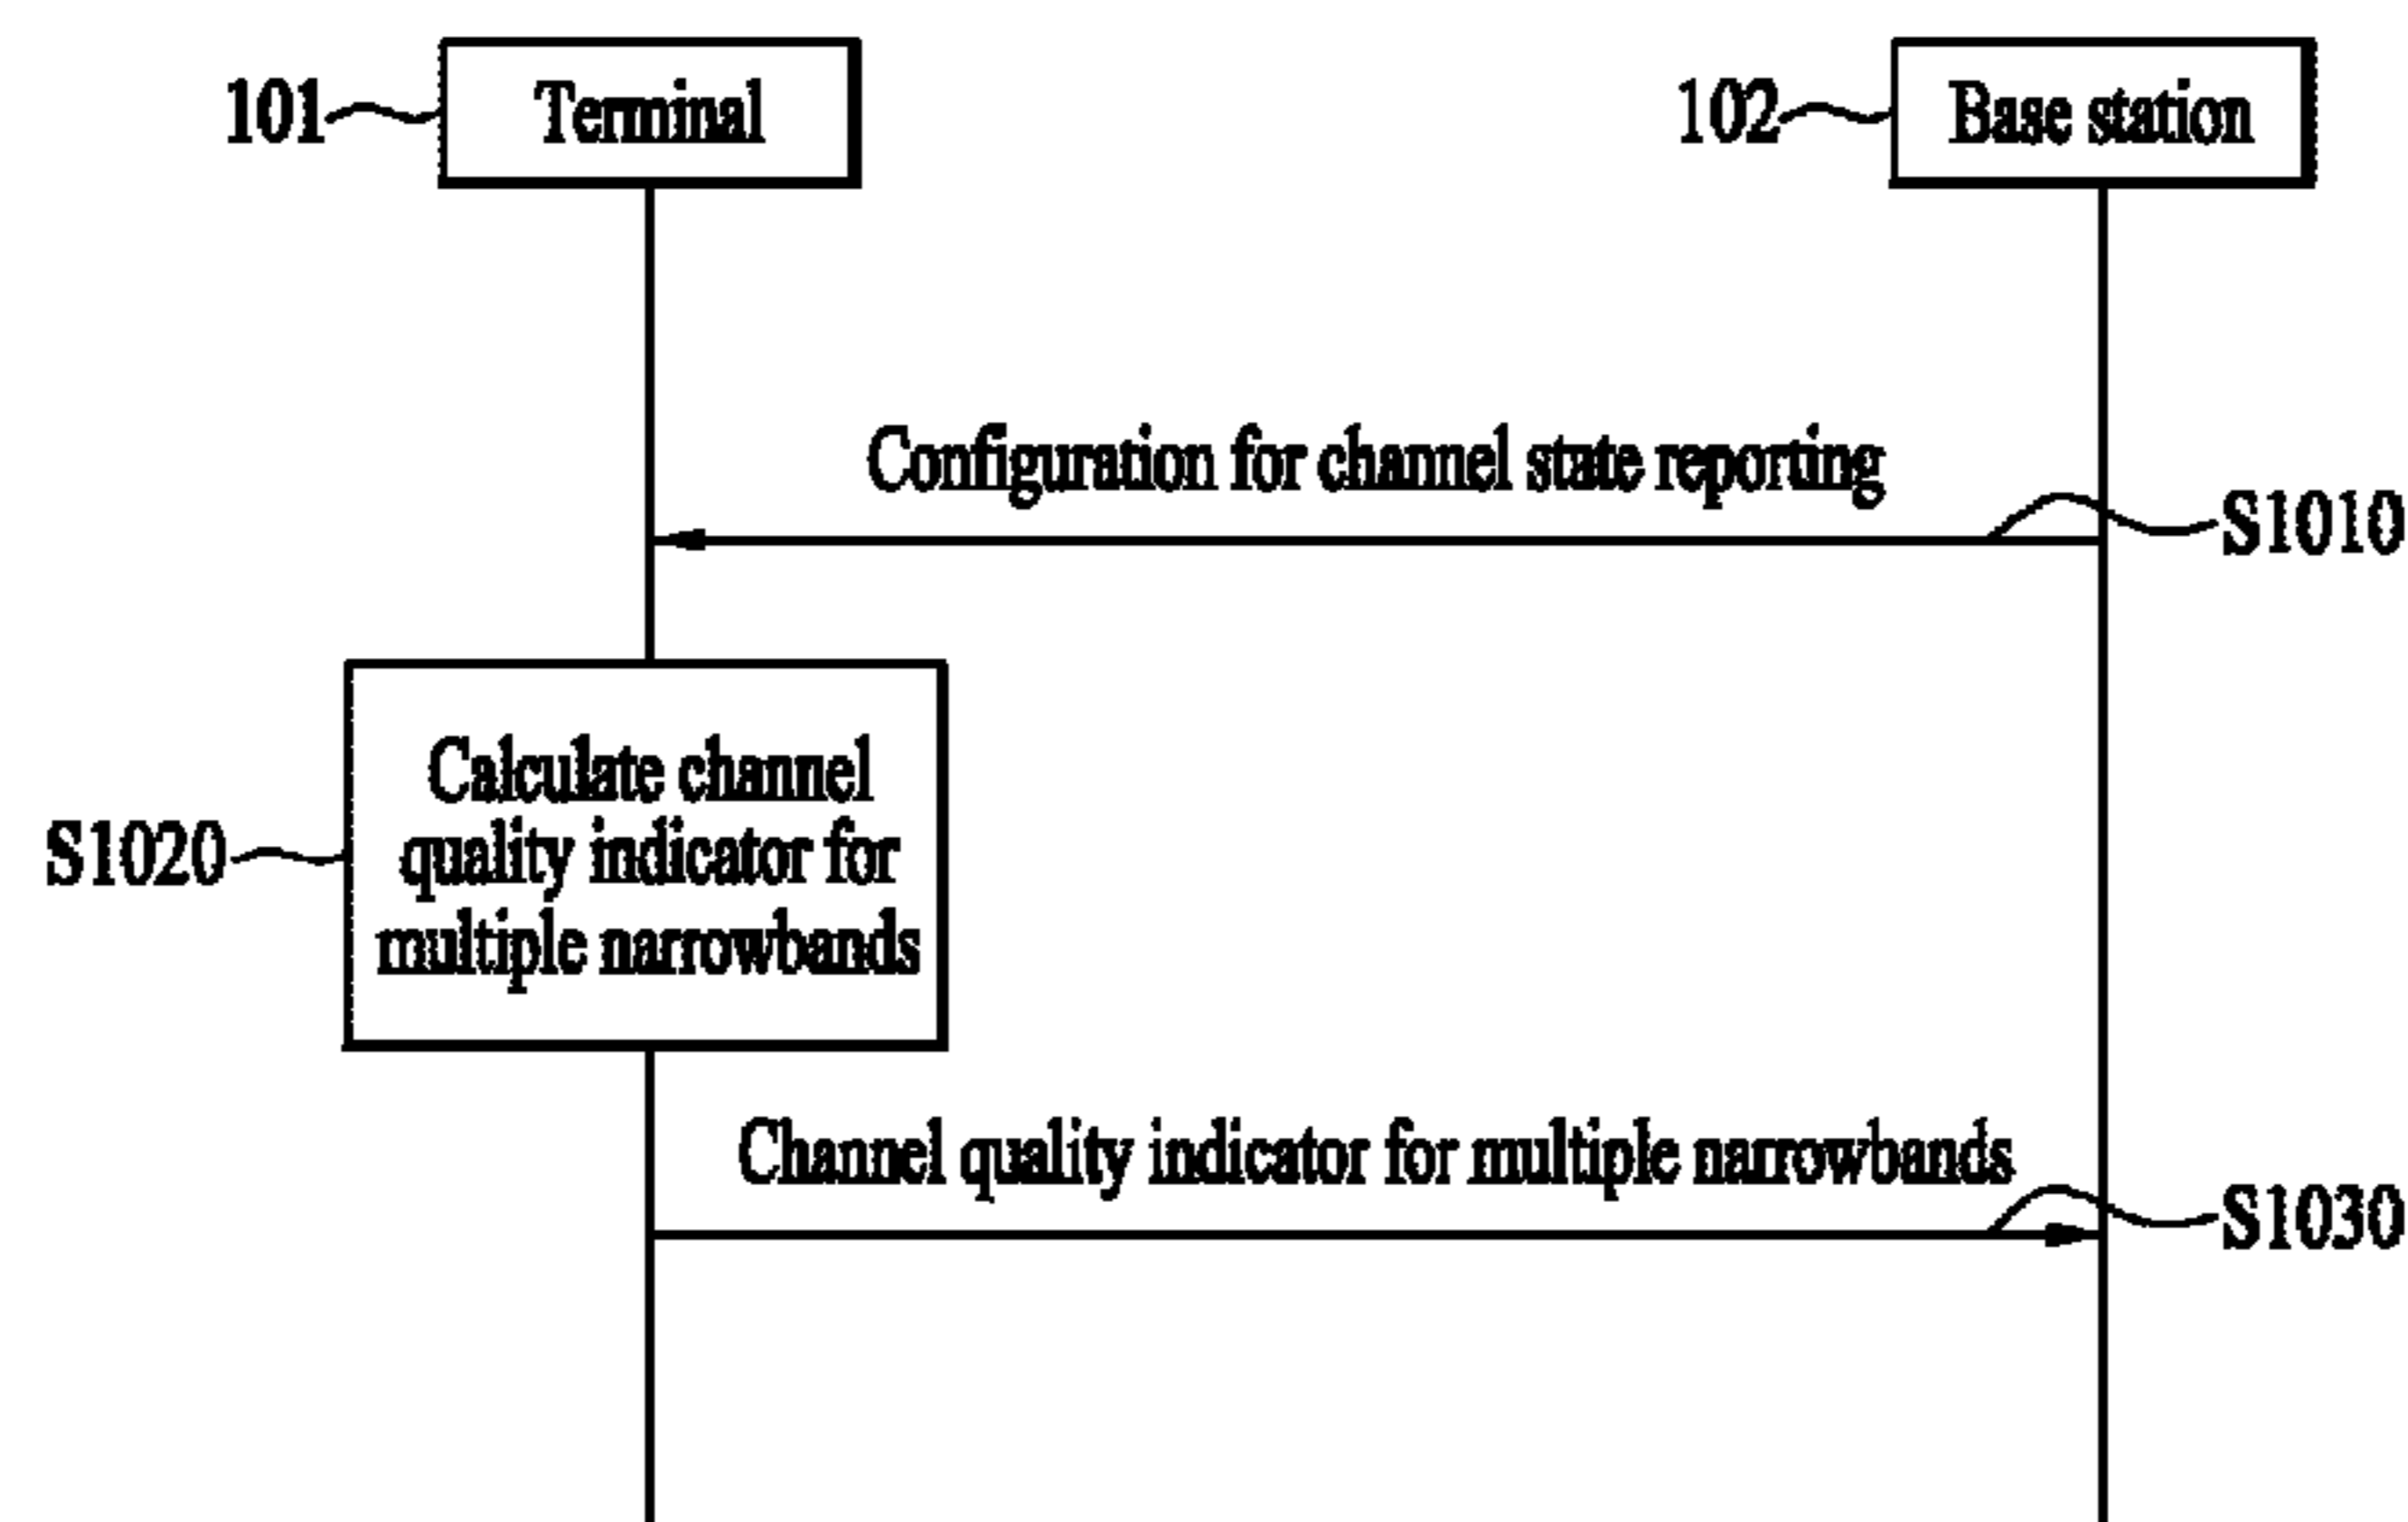 101
Terminal
102
Base station
Configuration for channel state reporting
S1010
Calculate channel
quality indicator for
multiple narrowbands
S1020
Channel quality indicator for multiple narrowbands
S1030